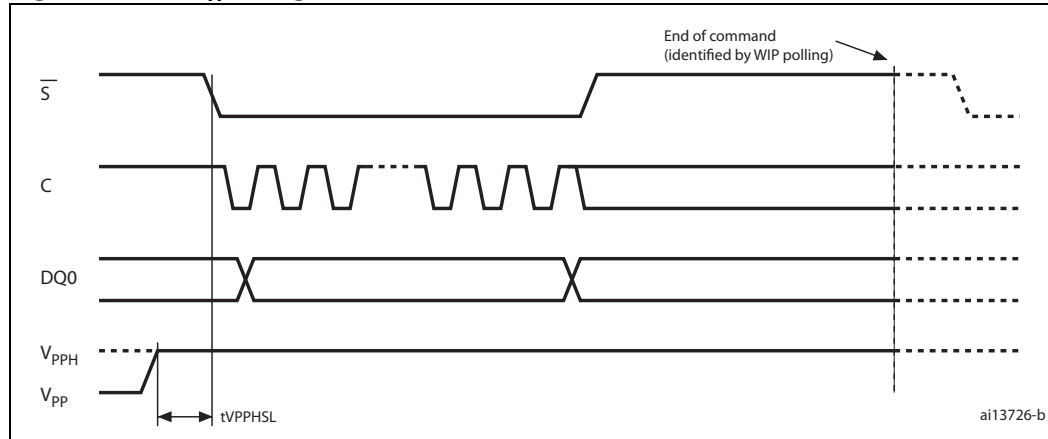 End of command
(identified by WIP polling)
S
C
DQ0
VPPH
VPP
tVPPHSL
ai13726-b